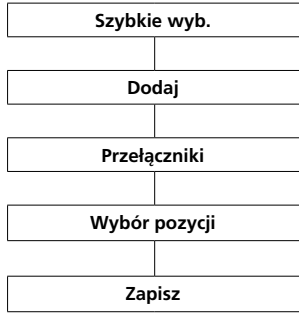 Szybkie wyb.
Dodaj
Przełączniki
Wybór pozycji
Zapisz